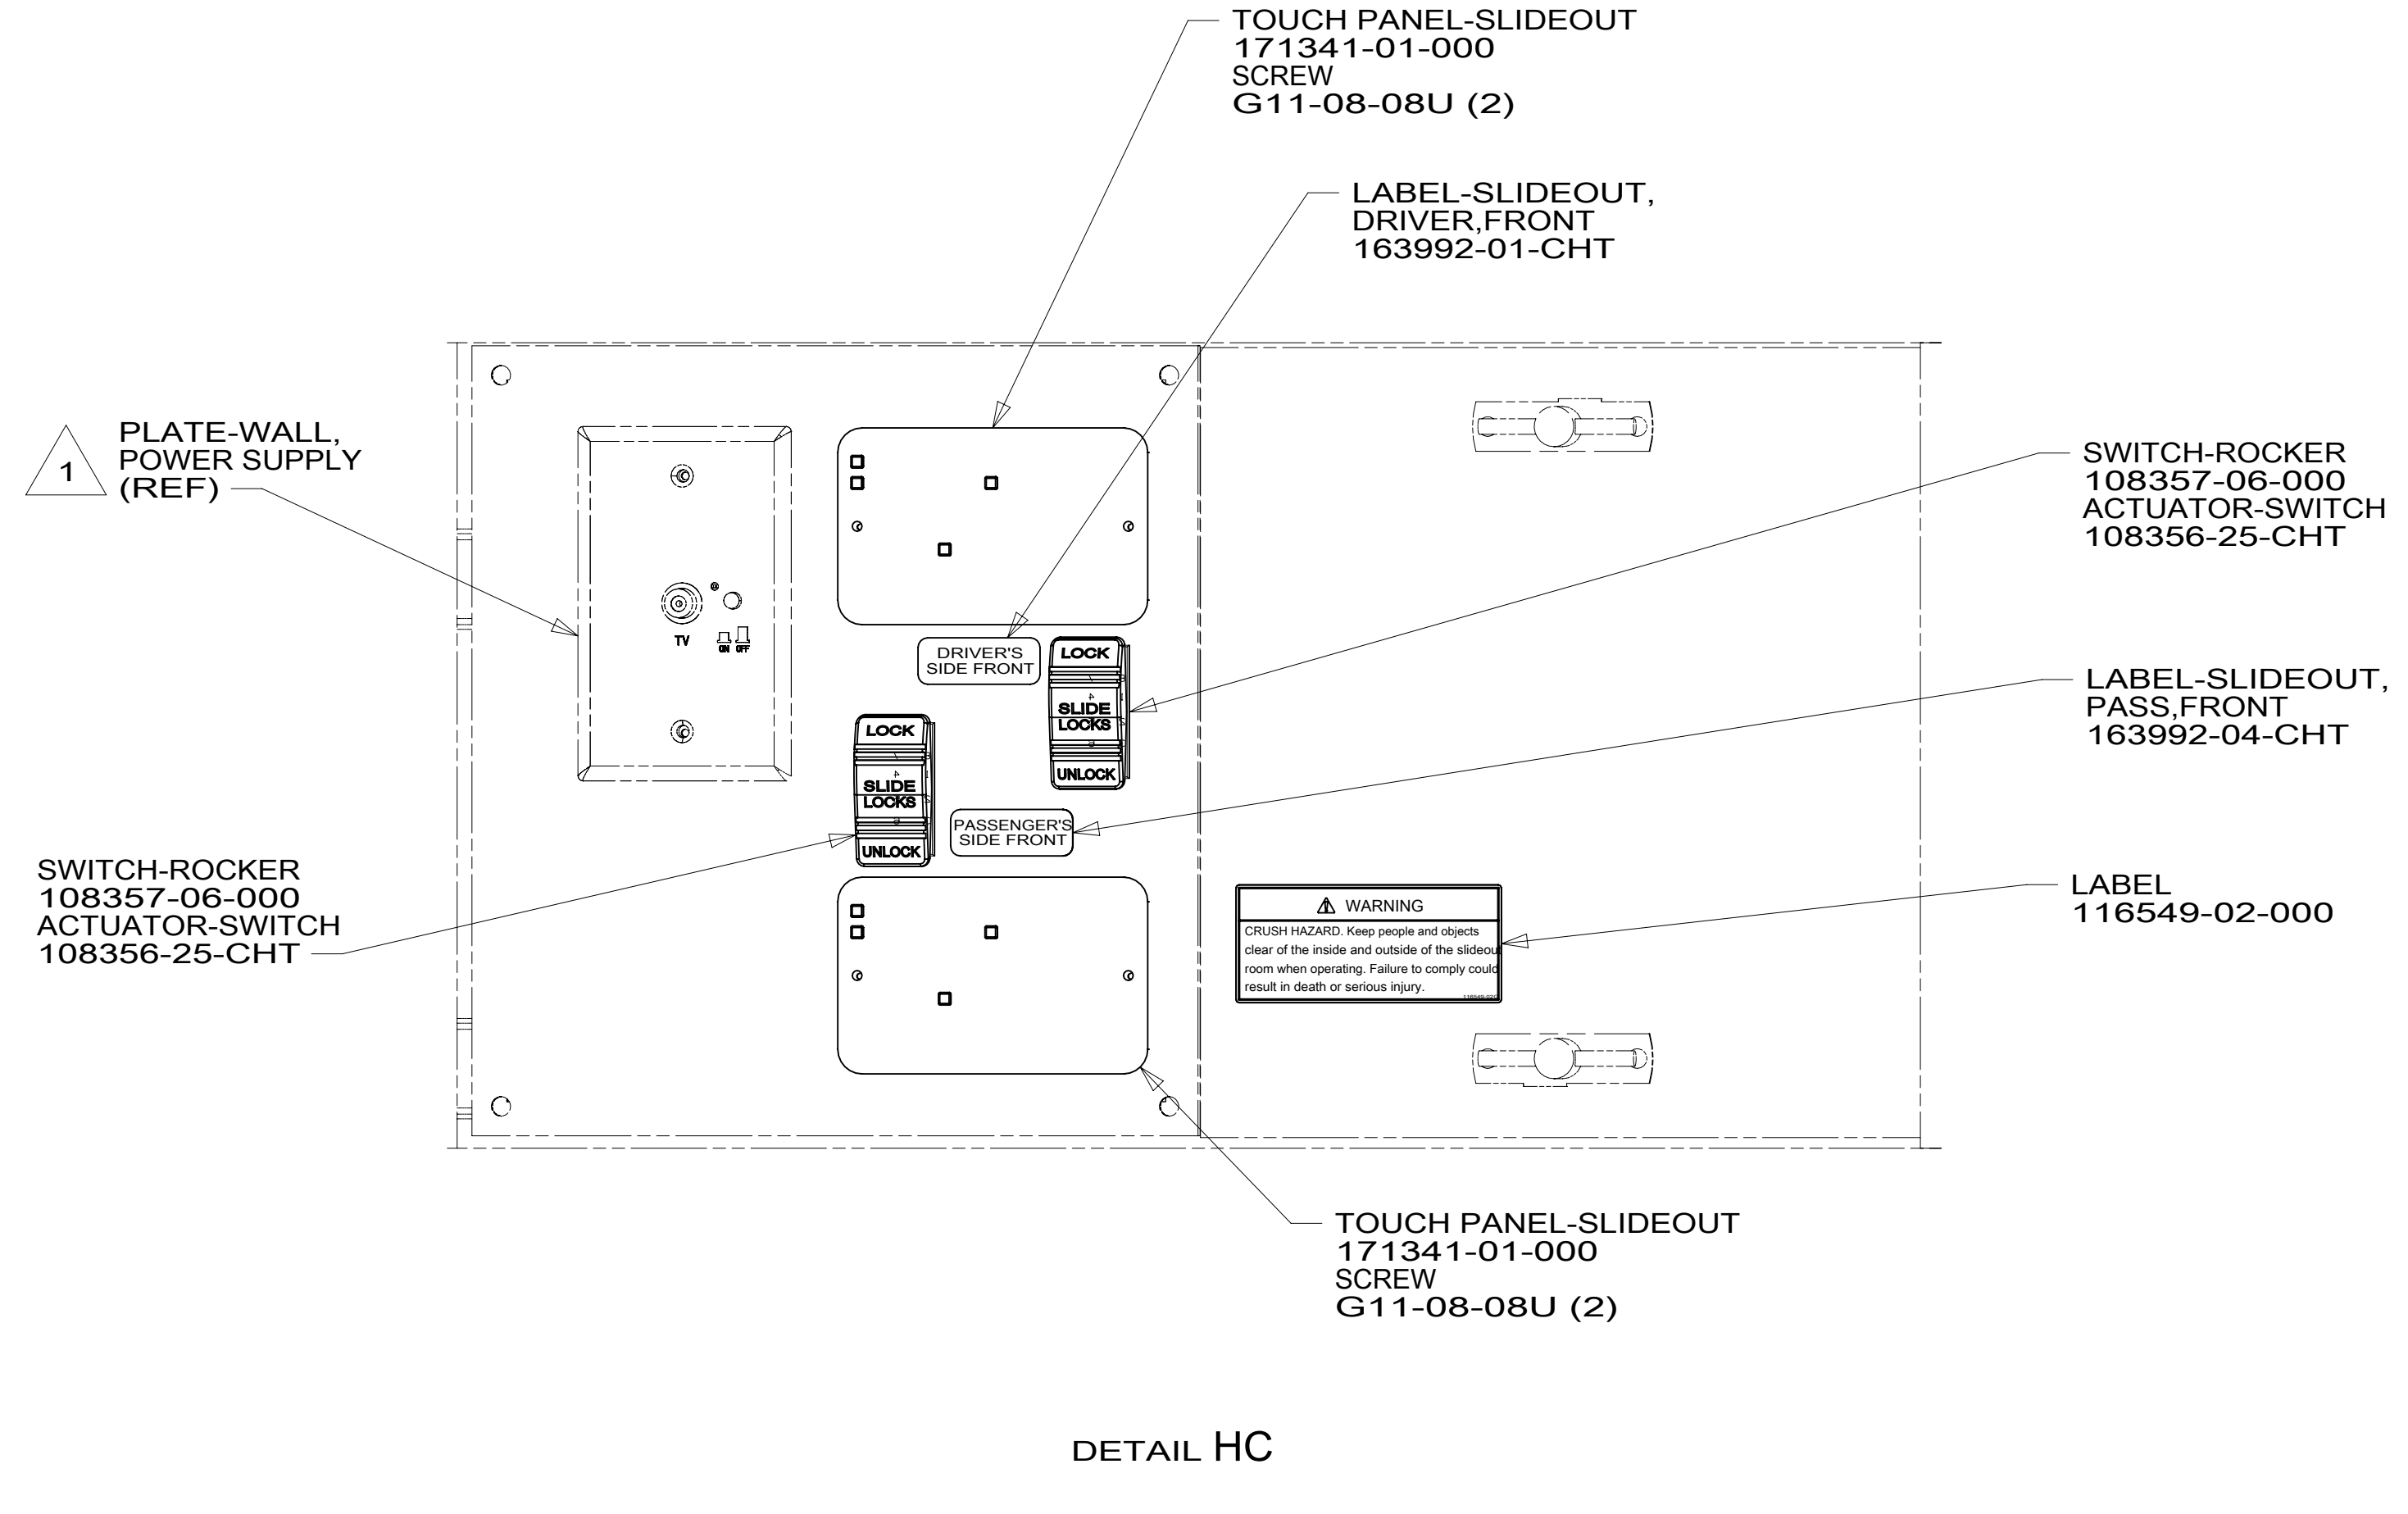 TOUCH PANEL-SLIDEOUT
171341-01-000
SCREW
G11-08-08U (2)
LABEL-SLIDEOUT,
DRIVER,FRONT
163992-01-CHT
1
PLATE-WALL,
POWER SUPPLY
(REF)
SWITCH-ROCKER
108357-06-000
ACTUATOR-SWITCH
108356-25-CHT
TV
ON OFF
DRIVER'S
SIDE FRONT
LOCK
SLIDE
LOCKS
UNLOCK
LABEL-SLIDEOUT,
PASS,FRONT
163992-04-CHT
LOCK
SLIDE
LOCKS
UNLOCK
PASSENGER'S
SIDE FRONT
SWITCH-ROCKER
108357-06-000
ACTUATOR-SWITCH
108356-25-CHT
WARNING
CRUSH HAZARD. Keep people and objects
clear of the inside and outside of the slideout
room when operating. Failure to comply could
result in death or serious injury.
LABEL
116549-02-000
TOUCH PANEL-SLIDEOUT
171341-01-000
SCREW
G11-08-08U (2)
DETAIL HC